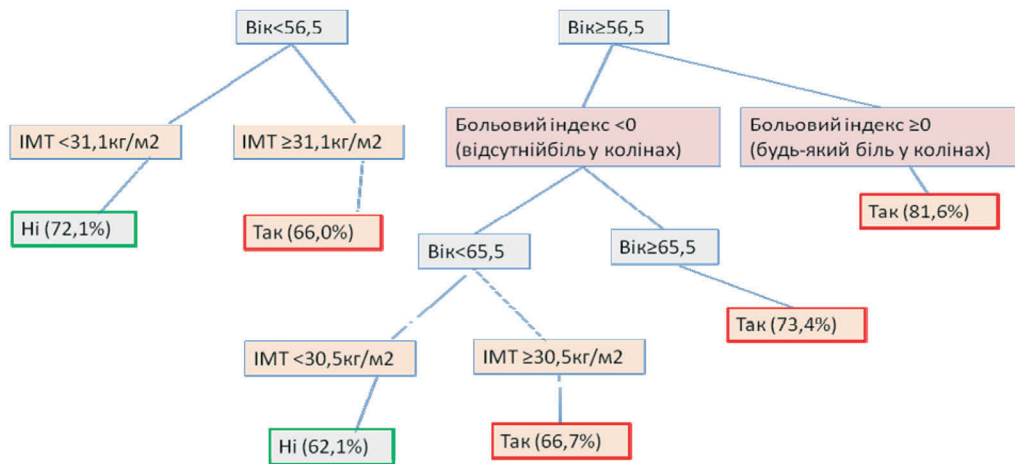 Вік<56,5
Вік≥56,5
ІМТ <31,1кг/м2
ІМТ ≥31,1кг/м2
Больовий індекс <0
(відсутнійбіль у колінах)
Больовий індекс ≥0
(будь-який біль у колінах)
Ні (72,1%)
Так (66,0%)
Так (81,6%)
Вік<65,5
Вік≥65,5
Так (73,4%)
ІМТ <30,5кг/м2
ІМТ ≥30,5кг/м2
Ні (62,1%)
Так (66,7%)